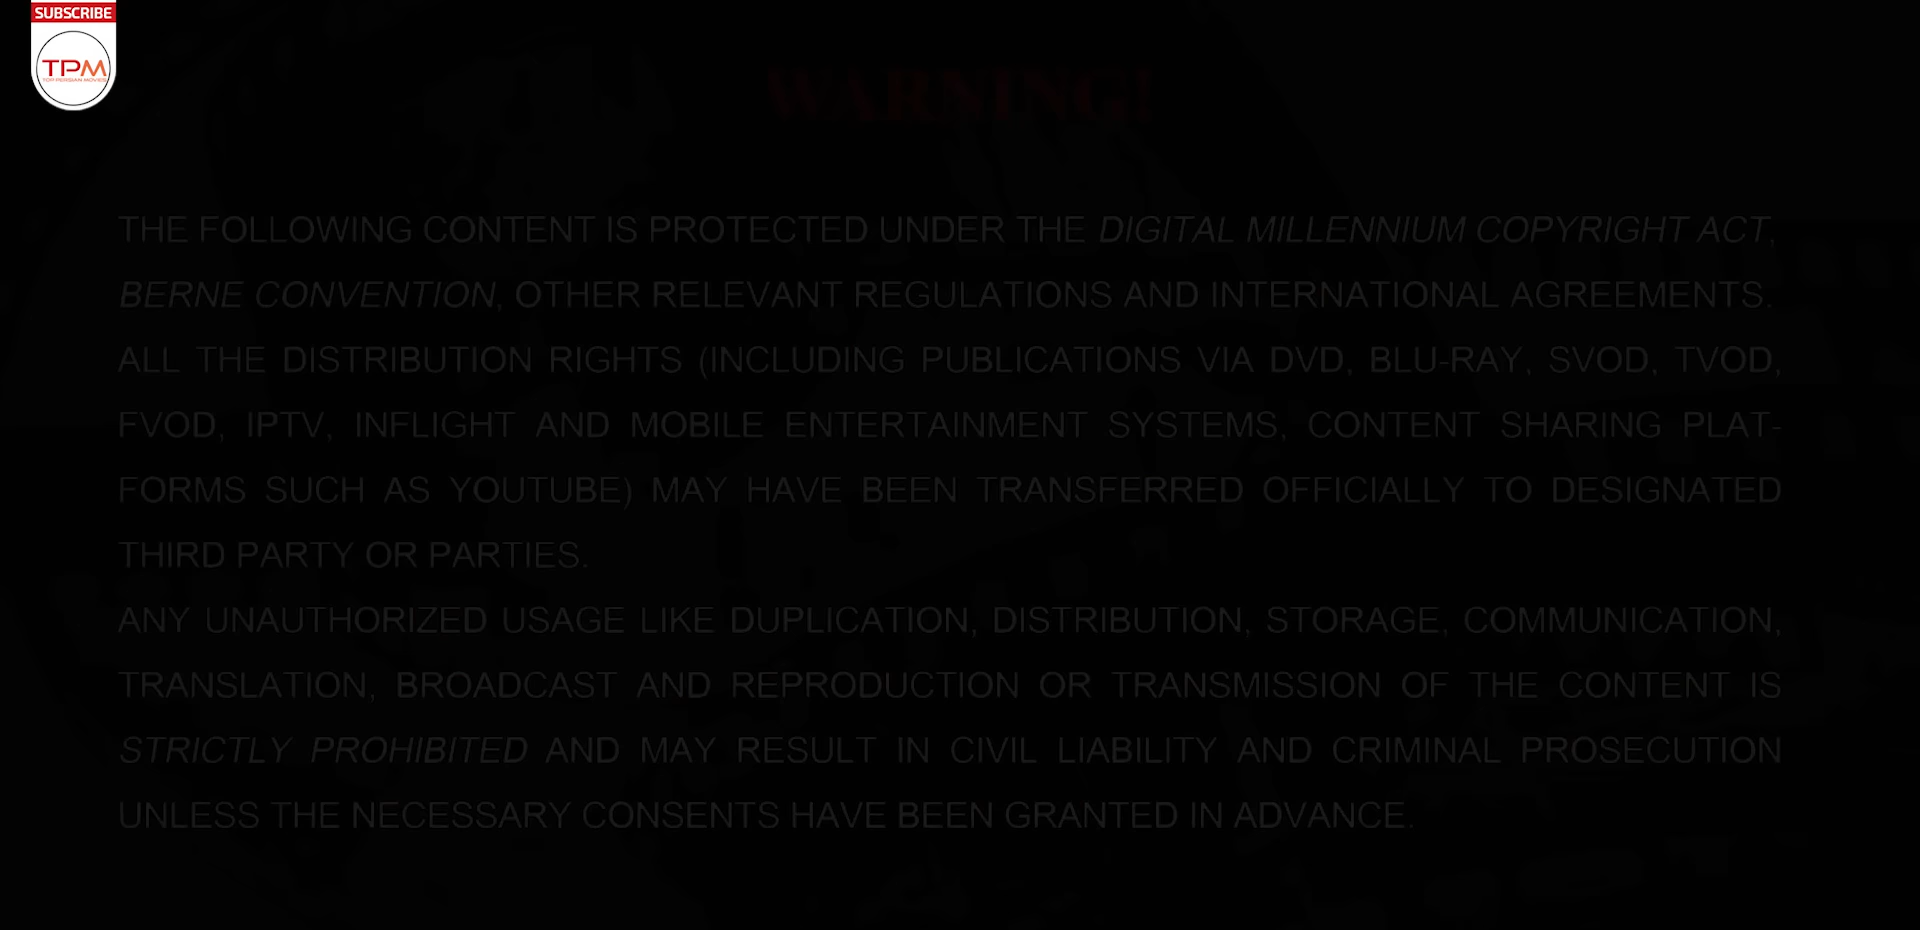 SUBSCRIBE
TPM
TOP PERSIAN MOVIES
WARNING!
THE FOLLOWING CONTENT IS PROTECTED UNDER THE DIGITAL MILLENNIUM COPYRIGHT ACT,
BERNE CONVENTION, OTHER RELEVANT REGULATIONS AND INTERNATIONAL AGREEMENTS.
ALL THE DISTRIBUTION RIGHTS (INCLUDING PUBLICATIONS VIA DVD, BLU-RAY, SVOD, TVOD,
FVOD, IPTV, INFLIGHT AND MOBILE ENTERTAINMENT SYSTEMS, CONTENT SHARING PLAT-
FORMS SUCH AS YOUTUBE) MAY HAVE BEEN TRANSFERRED OFFICIALLY TO DESIGNATED
THIRD PARTY OR PARTIES.
ANY UNAUTHORIZED USAGE LIKE DUPLICATION, DISTRIBUTION, STORAGE, COMMUNICATION,
TRANSLATION, BROADCAST AND REPRODUCTION OR TRANSMISSION OF THE CONTENT IS
STRICTLY PROHIBITED AND MAY RESULT IN CIVIL LIABILITY AND CRIMINAL PROSECUTION
UNLESS THE NECESSARY CONSENTS HAVE BEEN GRANTED IN ADVANCE.